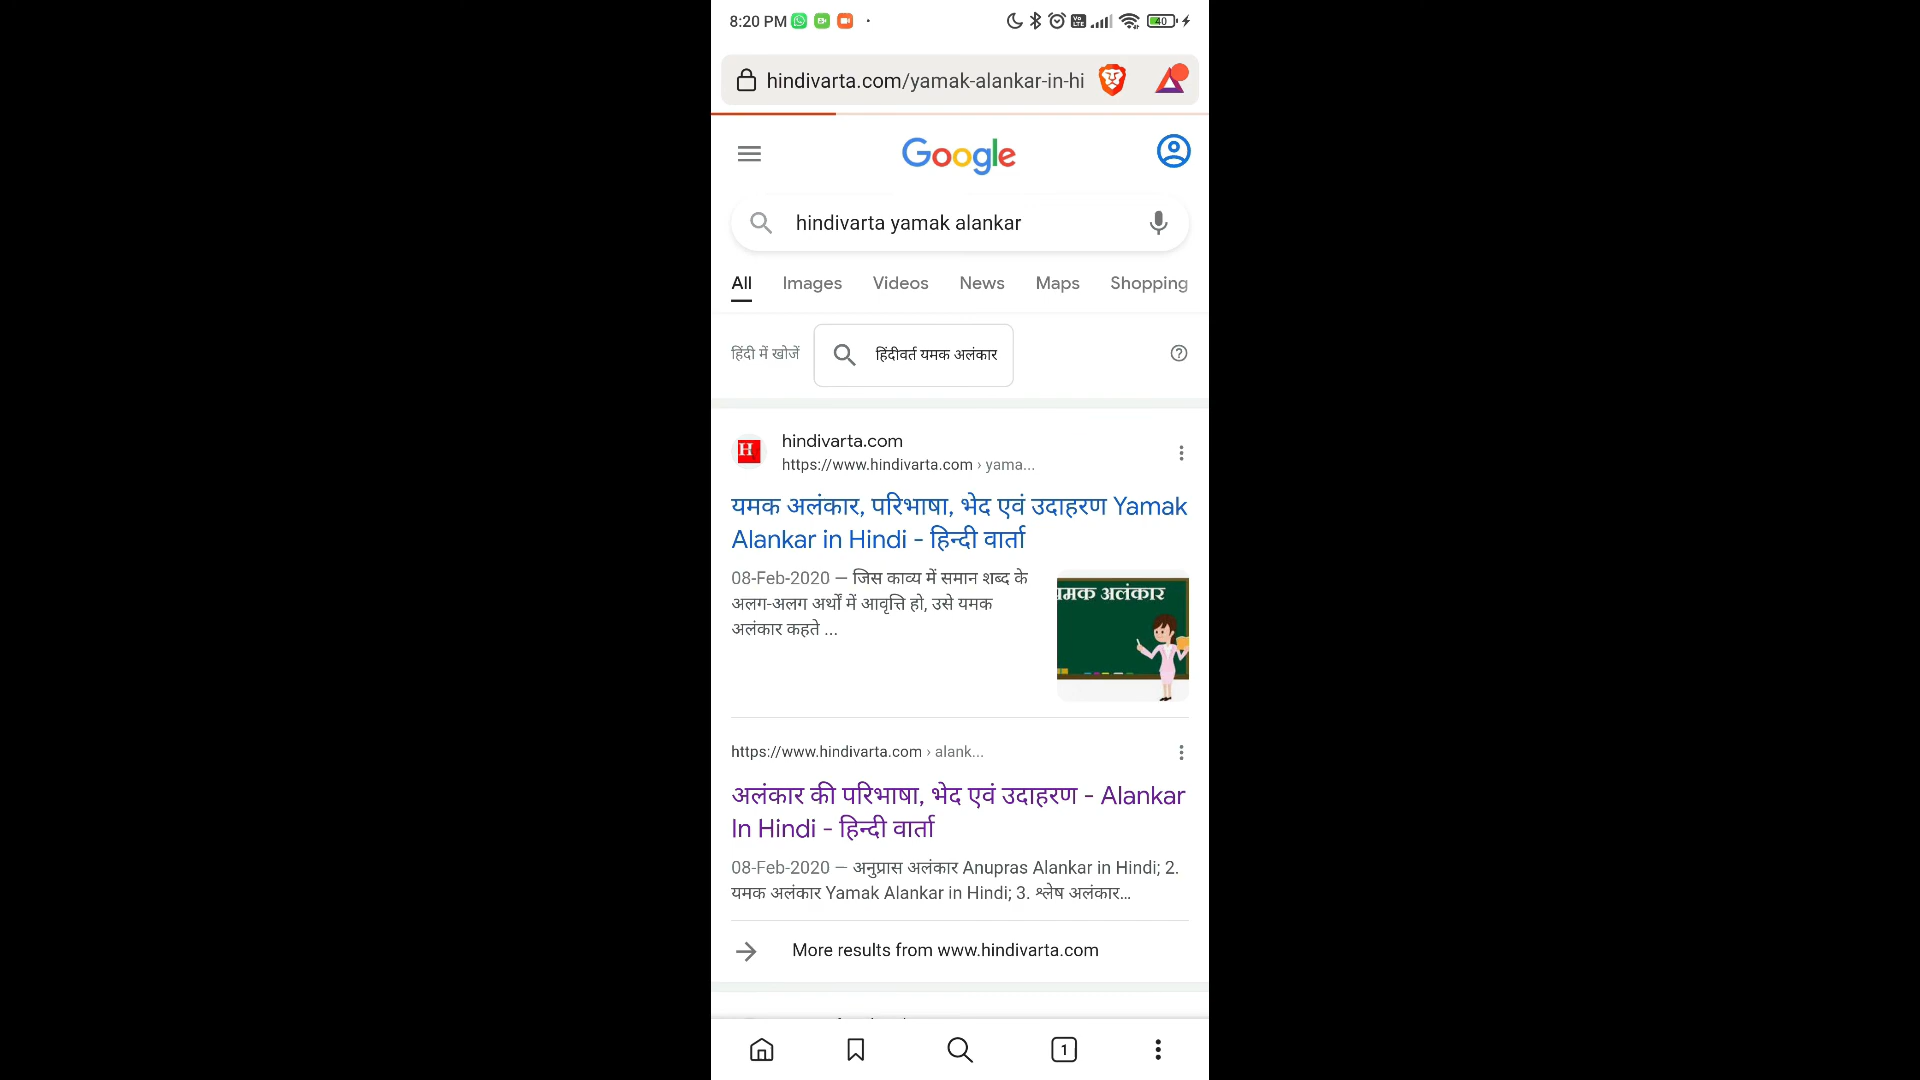 8:20 PM
Vo LTE
40
hindivarta.com/yamak-alankar-in-hi
Google
hindivarta yamak alankar
All Images Videos News Maps Shopping
हिंदी में खोजें
हिंदीवर्त यमक अलंकार
H
hindivarta.com
https://www.hindivarta.com › yama...
यमक अलंकार, परिभाषा, भेद एवं उदाहरण Yamak
Alankar in Hindi - हिन्दी वार्ता
08-Feb-2020 — जिस काव्य में समान शब्द के
अलग-अलग अर्थों में आवृत्ति हो, उसे यमक
अलंकार कहते ...
यमक अलंकार
https://www.hindivarta.com › alank...
अलंकार की परिभाषा, भेद एवं उदाहरण - Alankar
In Hindi - हिन्दी वार्ता
08-Feb-2020 — अनुप्रास अलंकार Anupras Alankar in Hindi; 2.
यमक अलंकार Yamak Alankar in Hindi; 3. श्लेष अलंकार...
More results from www.hindivarta.com
1